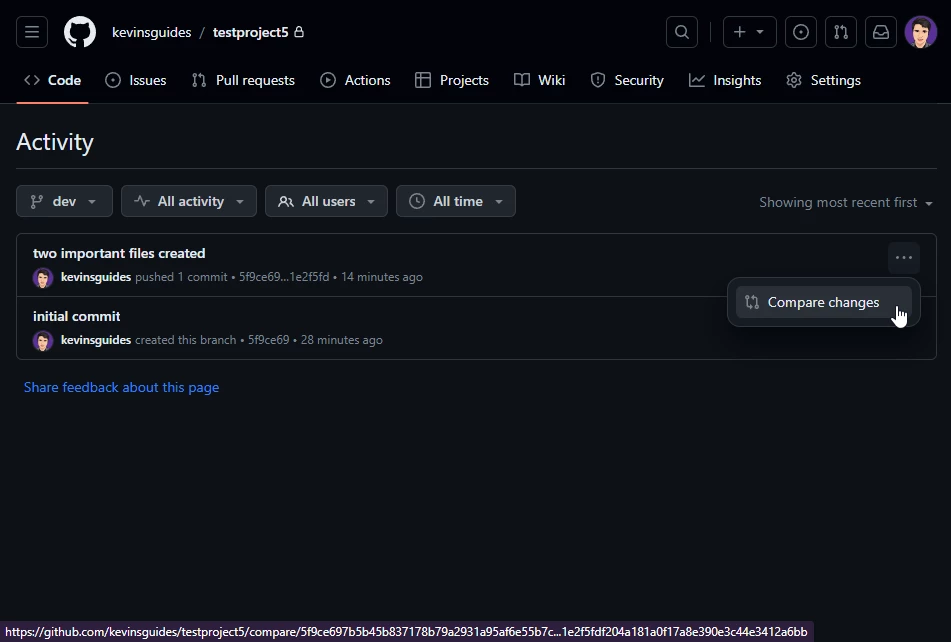 kevinsguides / testproject5
Code Issues Pull requests Actions Projects Wiki Security Insights Settings
Activity
dev All activity All users All time Showing most recent first
two important files created
kevinsguides pushed 1 commit • 5f9ce69...1e2f5fd • 14 minutes ago
Compare changes
initial commit
kevinsguides created this branch • 5f9ce69 • 28 minutes ago
Share feedback about this page
https://github.com/kevinsguides/testproject5/compare/5f9ce697b5b45b837178b79a2931a95af6e55b7c...1e2f5fdf204a181a0f17a8e390e3c44e3412a6bb